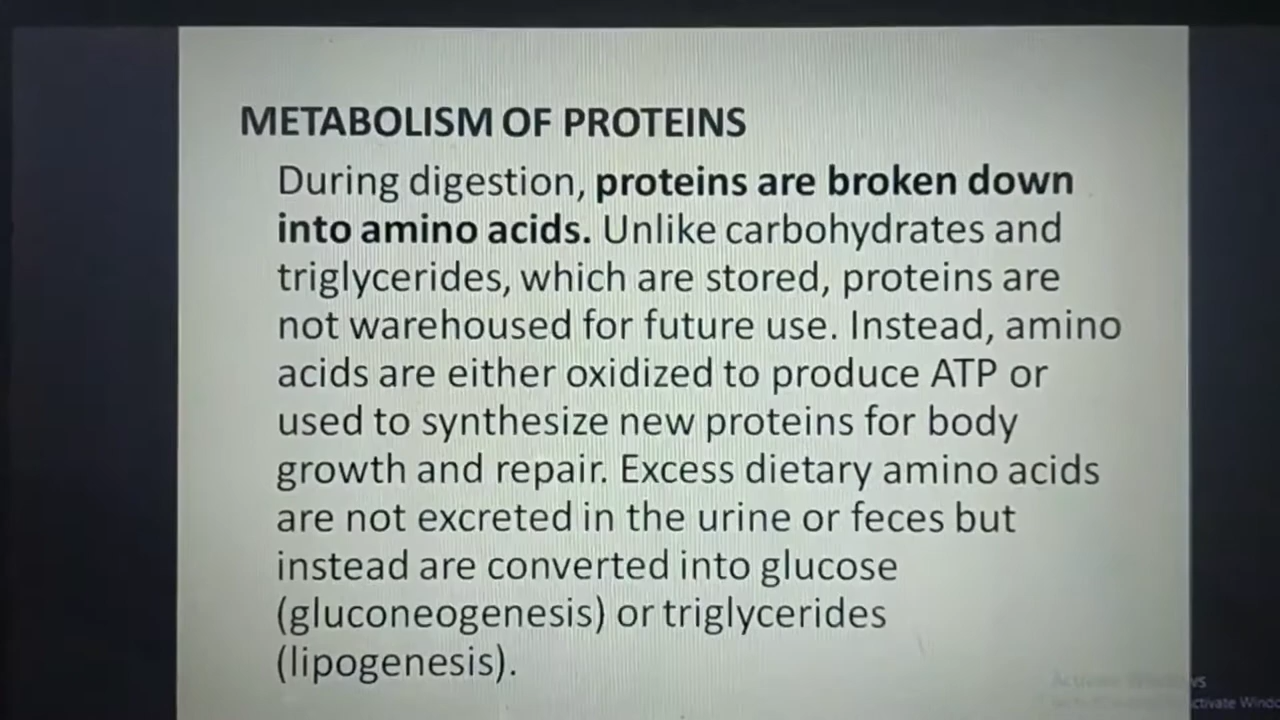 METABOLISM OF PROTEINS
During digestion, proteins are broken down
into amino acids. Unlike carbohydrates and
triglycerides, which are stored, proteins are
not warehoused for future use. Instead, amino
acids are either oxidized to produce ATP or
used to synthesize new proteins for body
growth and repair. Excess dietary amino acids
are not excreted in the urine or feces but
instead are converted into glucose
(gluconeogenesis) or triglycerides
(lipogenesis).